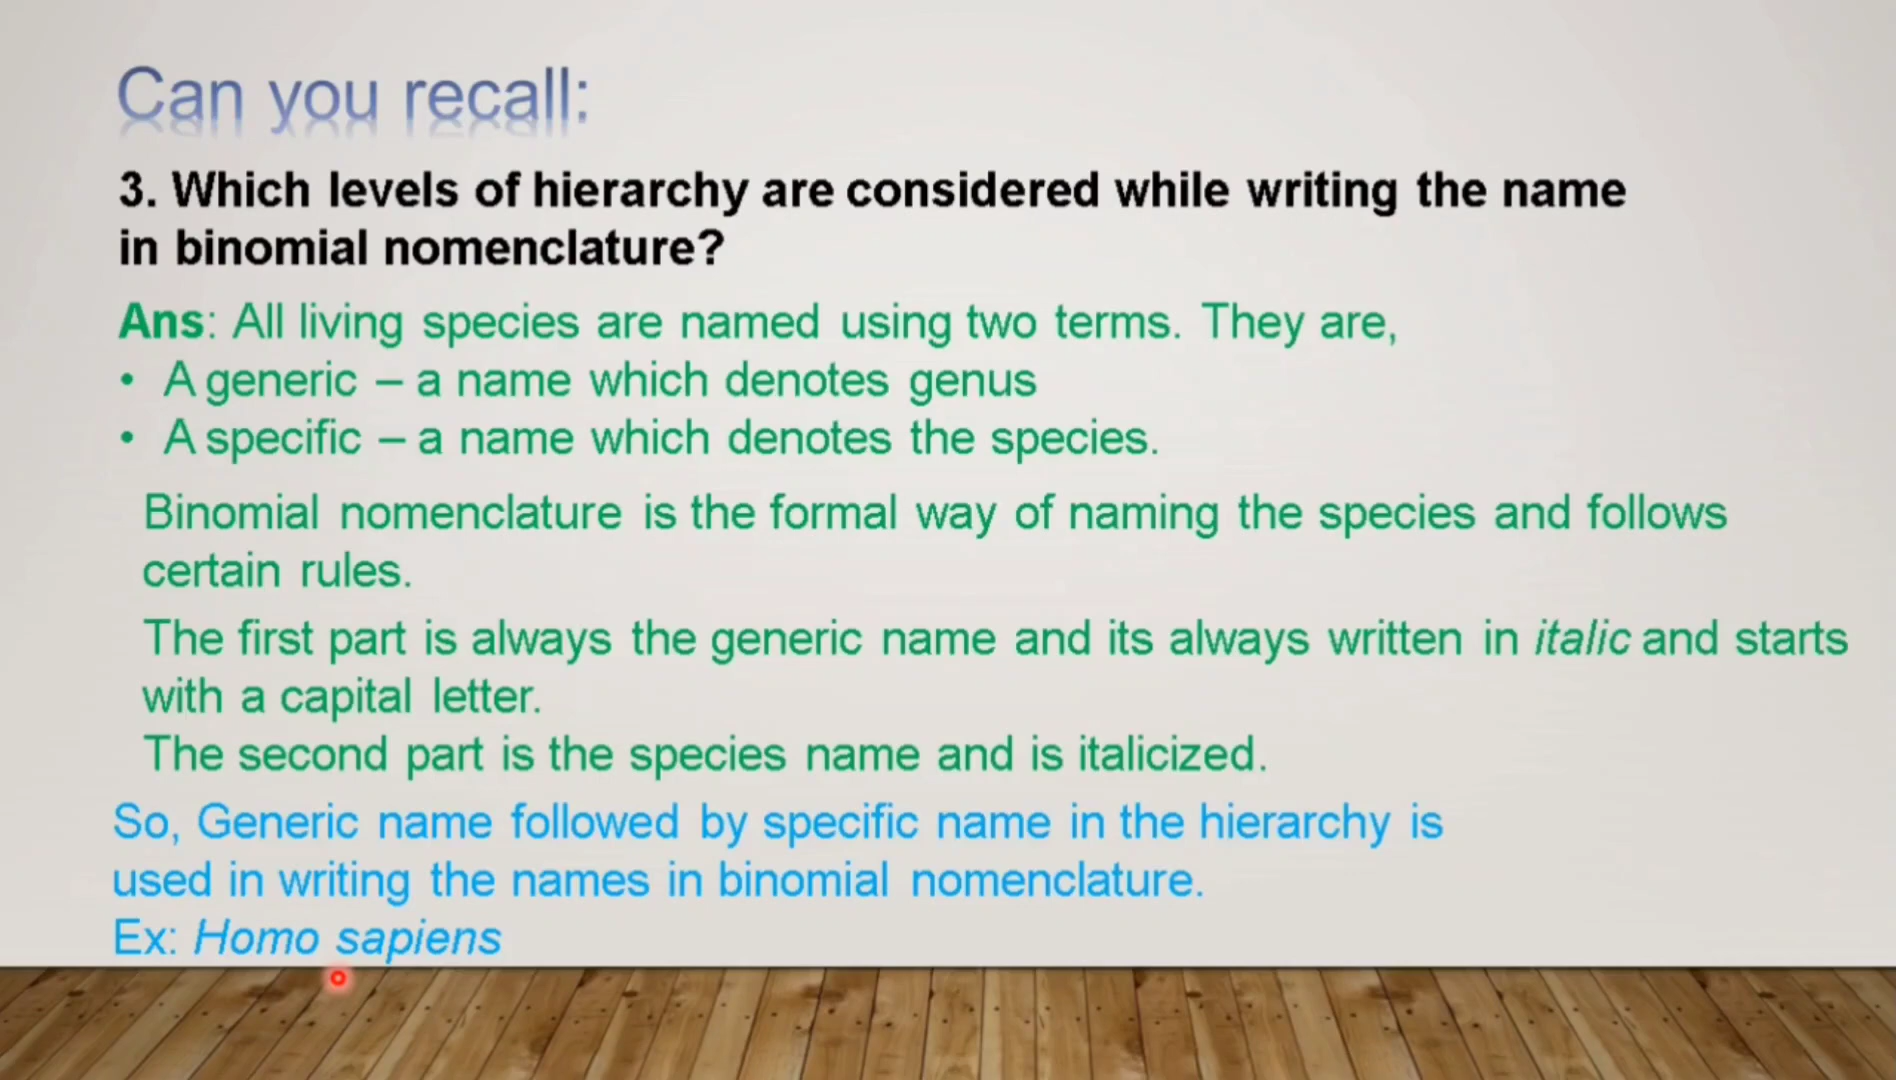 Can you recall:
3. Which levels of hierarchy are considered while writing the name
in binomial nomenclature?
Ans: All living species are named using two terms. They are,
• A generic – a name which denotes genus
• A specific – a name which denotes the species.
Binomial nomenclature is the formal way of naming the species and follows
certain rules.
The first part is always the generic name and its always written in italic and starts
with a capital letter.
The second part is the species name and is italicized.
So, Generic name followed by specific name in the hierarchy is
used in writing the names in binomial nomenclature.
Ex: Homo sapiens